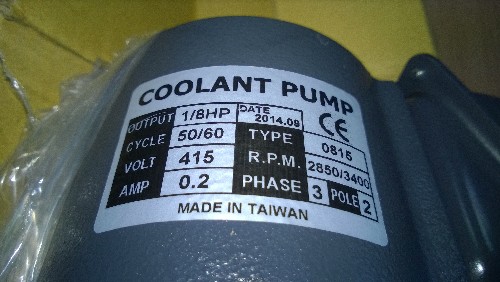 COOLANT PUMP
OUTPUT 1/8HP DATE 2014.09 CE
CYCLE 50/60 TYPE 0815
VOLT 415 R.P.M. 2850/3400
AMP 0.2 PHASE 3 POLE 2
MADE IN TAIWAN